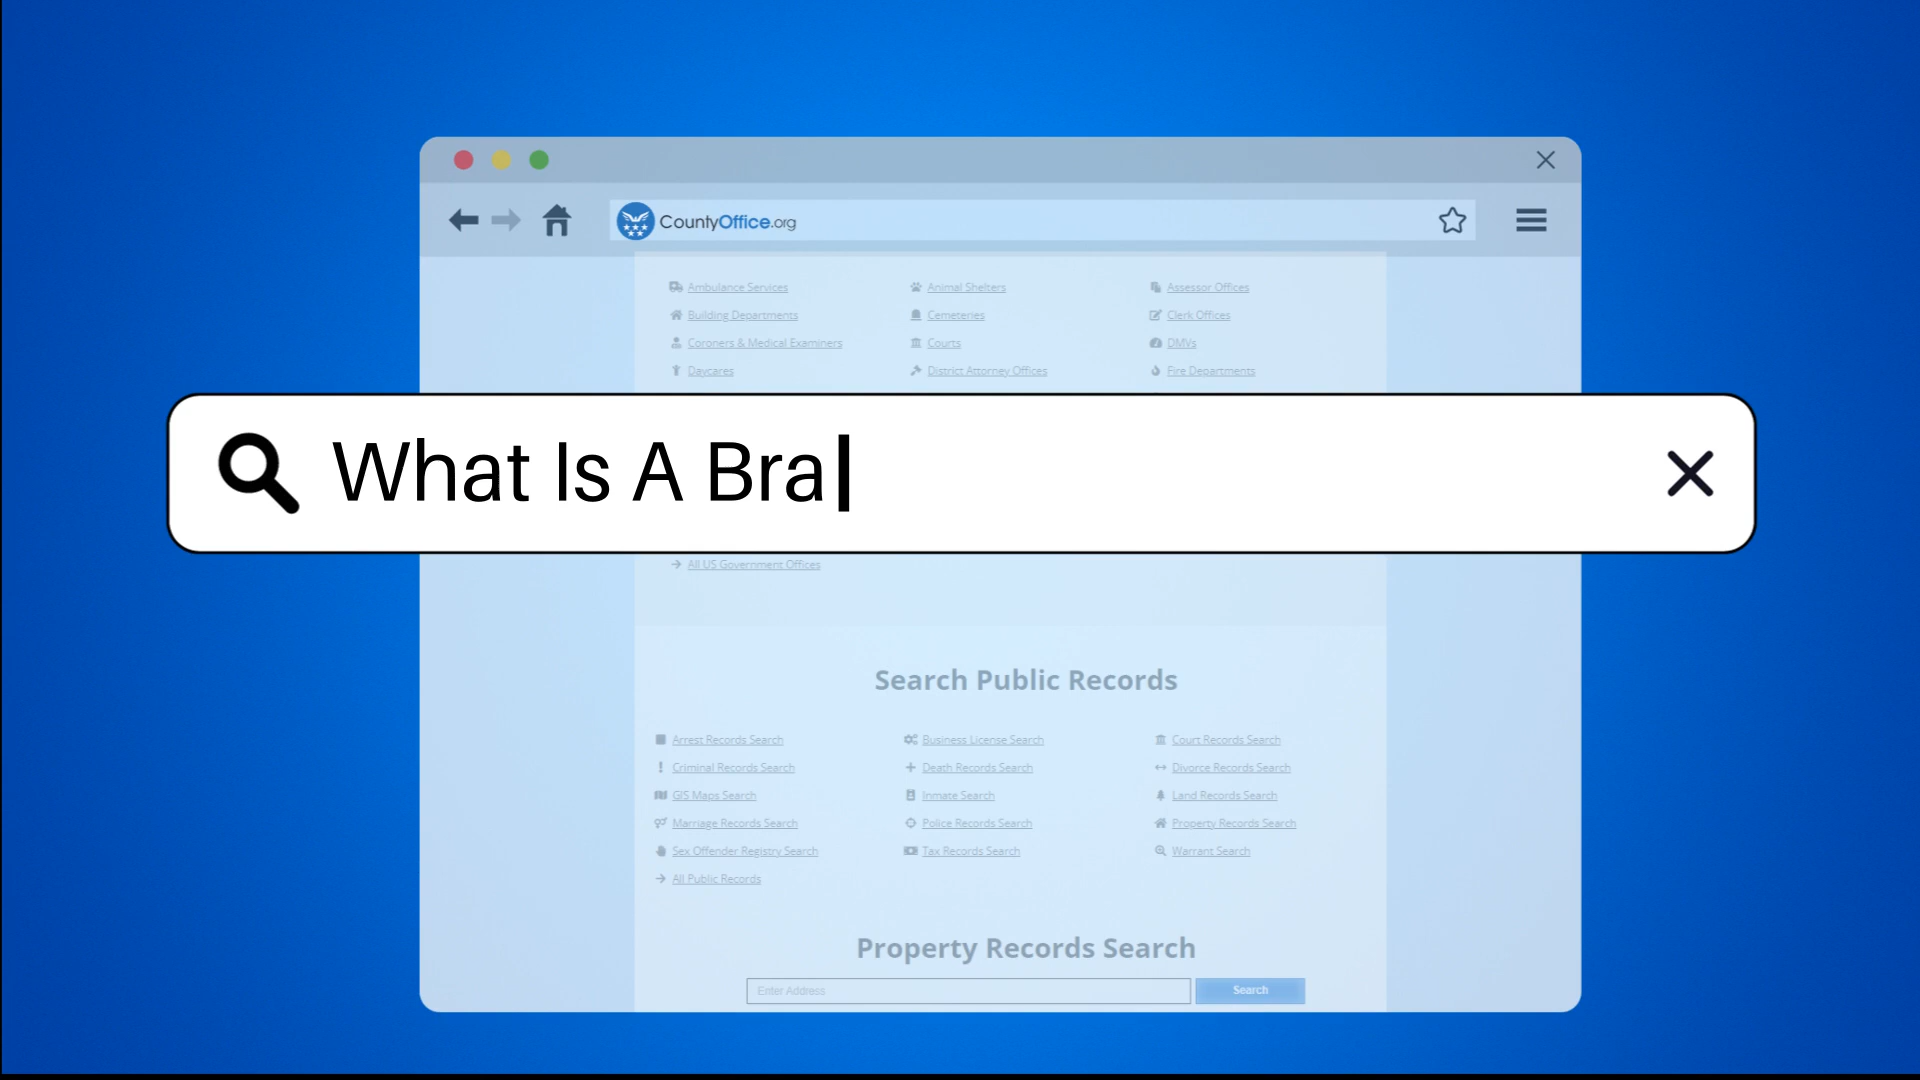 CountyOffice.org
Ambulance Services Animal Shelters Assessor Offices
Building Departments Cemeteries Clerk Offices
Coroners & Medical Examiners Courts DMVs
Daycares District Attorney Offices Fire Departments
What Is A Bra
All US Government Offices
Search Public Records
Arrest Records Search Business License Search Court Records Search
Criminal Records Search Death Records Search Divorce Records Search
GIS Maps Search Inmate Search Land Records Search
Marriage Records Search Police Records Search Property Records Search
Sex Offender Registry Search Tax Records Search Warrant Search
All Public Records
Property Records Search
Enter Address Search